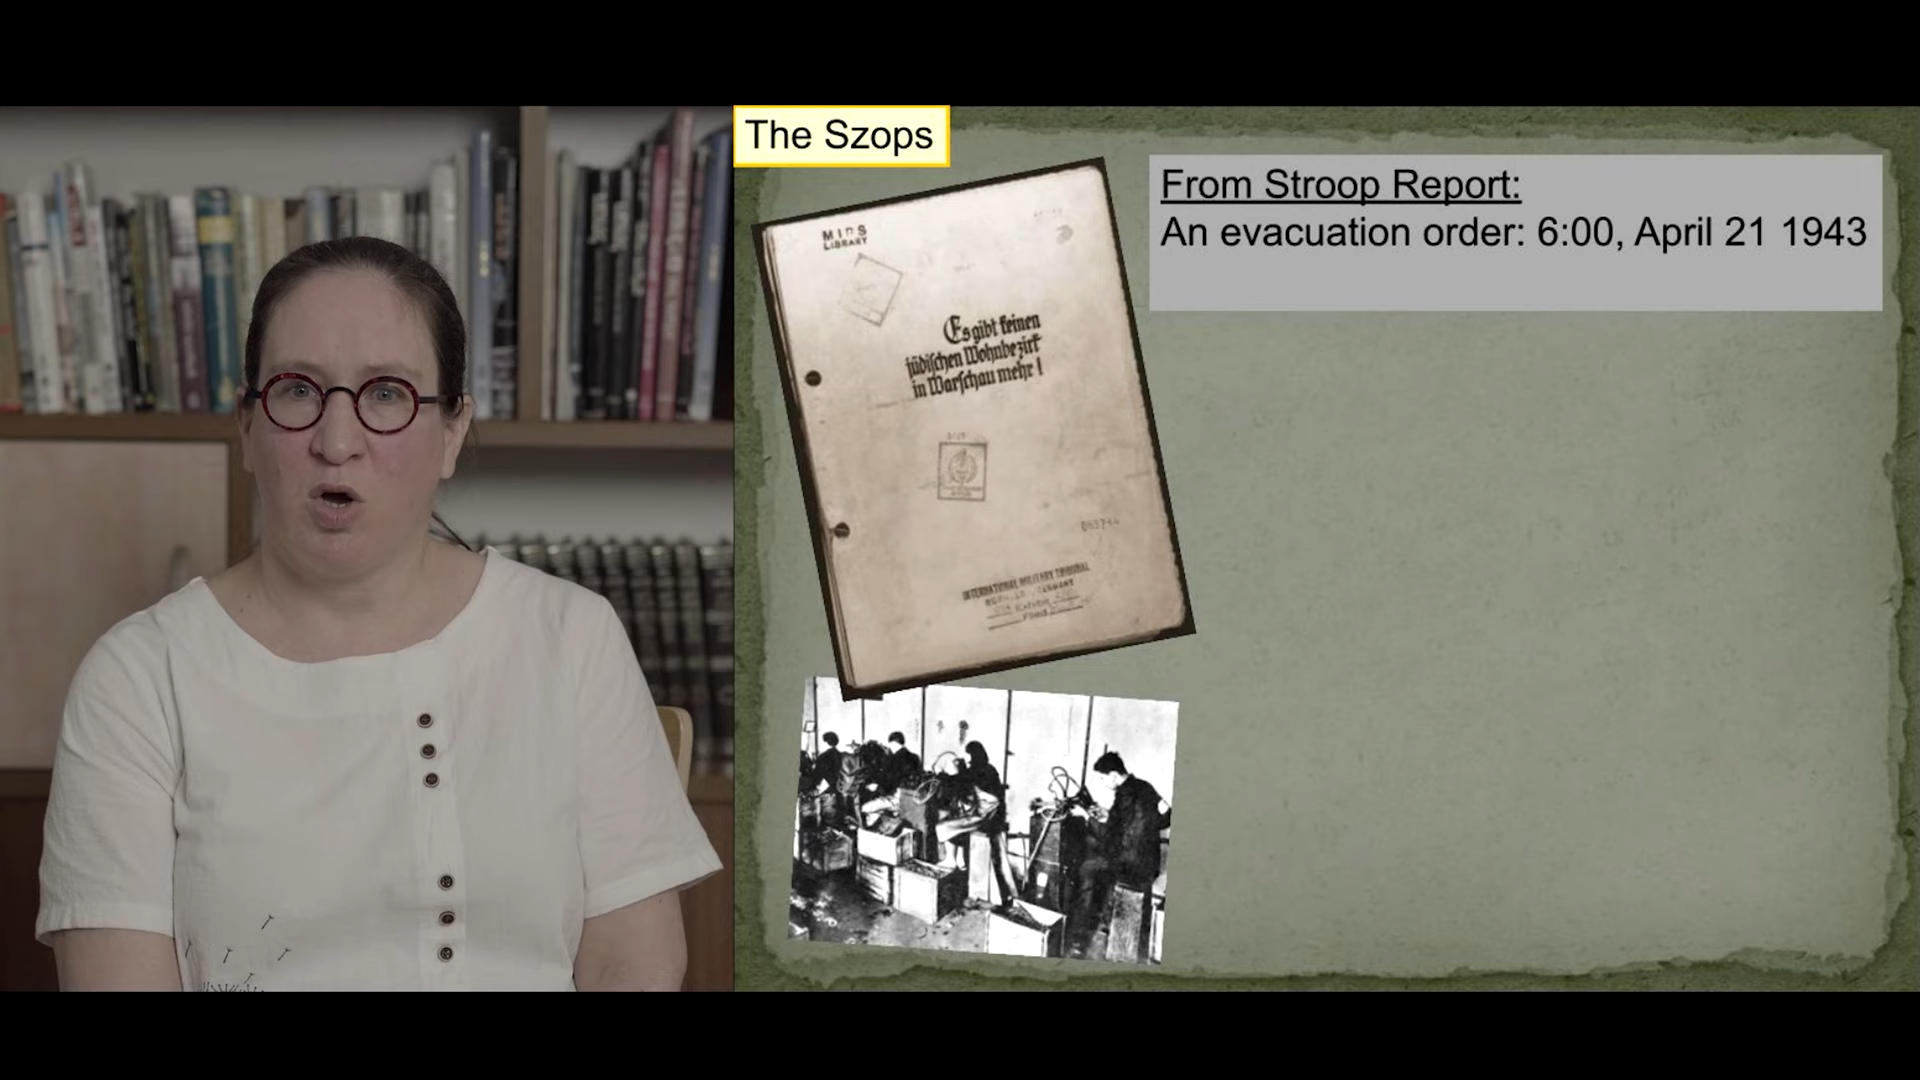 The Szops
From Stroop Report:
An evacuation order: 6:00, April 21 1943
MIDS
LIBRARY
Es gibt keinen
jüdischen Wohnbezirk
in Warschau mehr!
INTERNATIONAL MILITARY TRIBUNAL